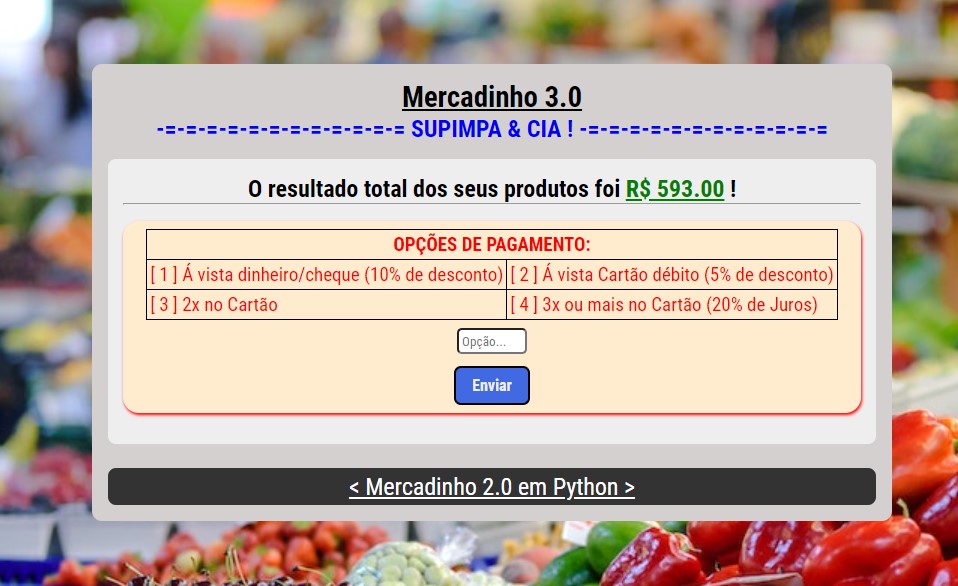 Mercadinho 3.0
-=-=-=-=-=-=-=-=-=-=-=-= SUPIMPA & CIA ! -=-=-=-=-=-=-=-=-=-=-=-=
O resultado total dos seus produtos foi R$ 593.00 !
OPÇÕES DE PAGAMENTO:
[ 1 ] Á vista dinheiro/cheque (10% de desconto) [ 2 ] Á vista Cartão débito (5% de desconto)
[ 3 ] 2x no Cartão [ 4 ] 3x ou mais no Cartão (20% de Juros)
Opção...
Enviar
< Mercadinho 2.0 em Python >